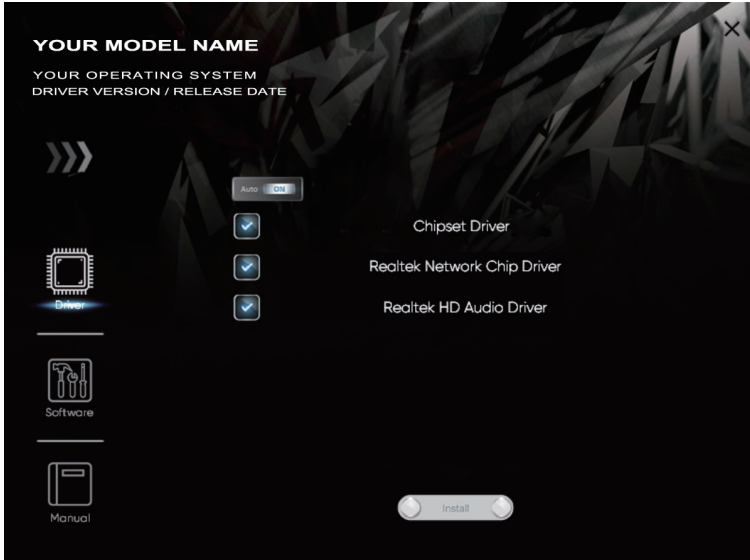 YOUR MODEL NAME
YOUR OPERATING SYSTEM
DRIVER VERSION / RELEASE DATE
Auto ON
Chipset Driver
Realtek Network Chip Driver
Realtek HD Audio Driver
Driver
Software
Manual
Install